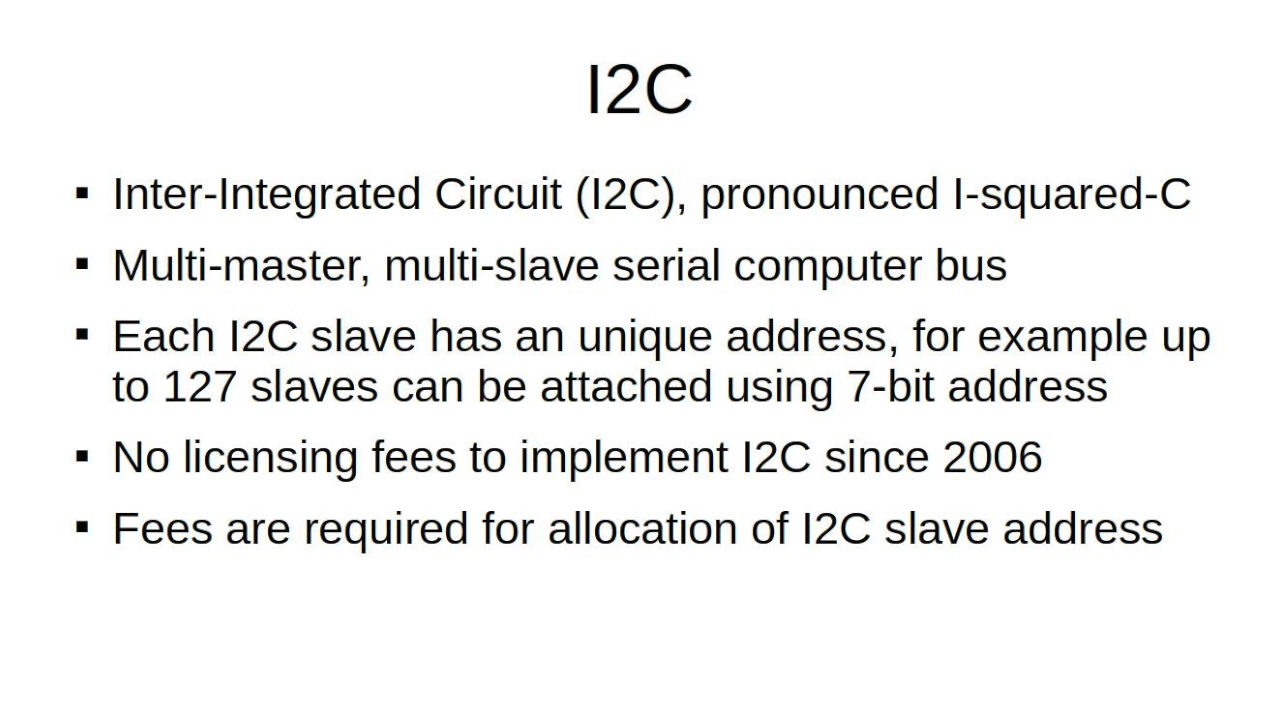 I2C
▪ Inter-Integrated Circuit (I2C), pronounced I-squared-C
▪ Multi-master, multi-slave serial computer bus
▪ Each I2C slave has an unique address, for example up
to 127 slaves can be attached using 7-bit address
▪ No licensing fees to implement I2C since 2006
▪ Fees are required for allocation of I2C slave address